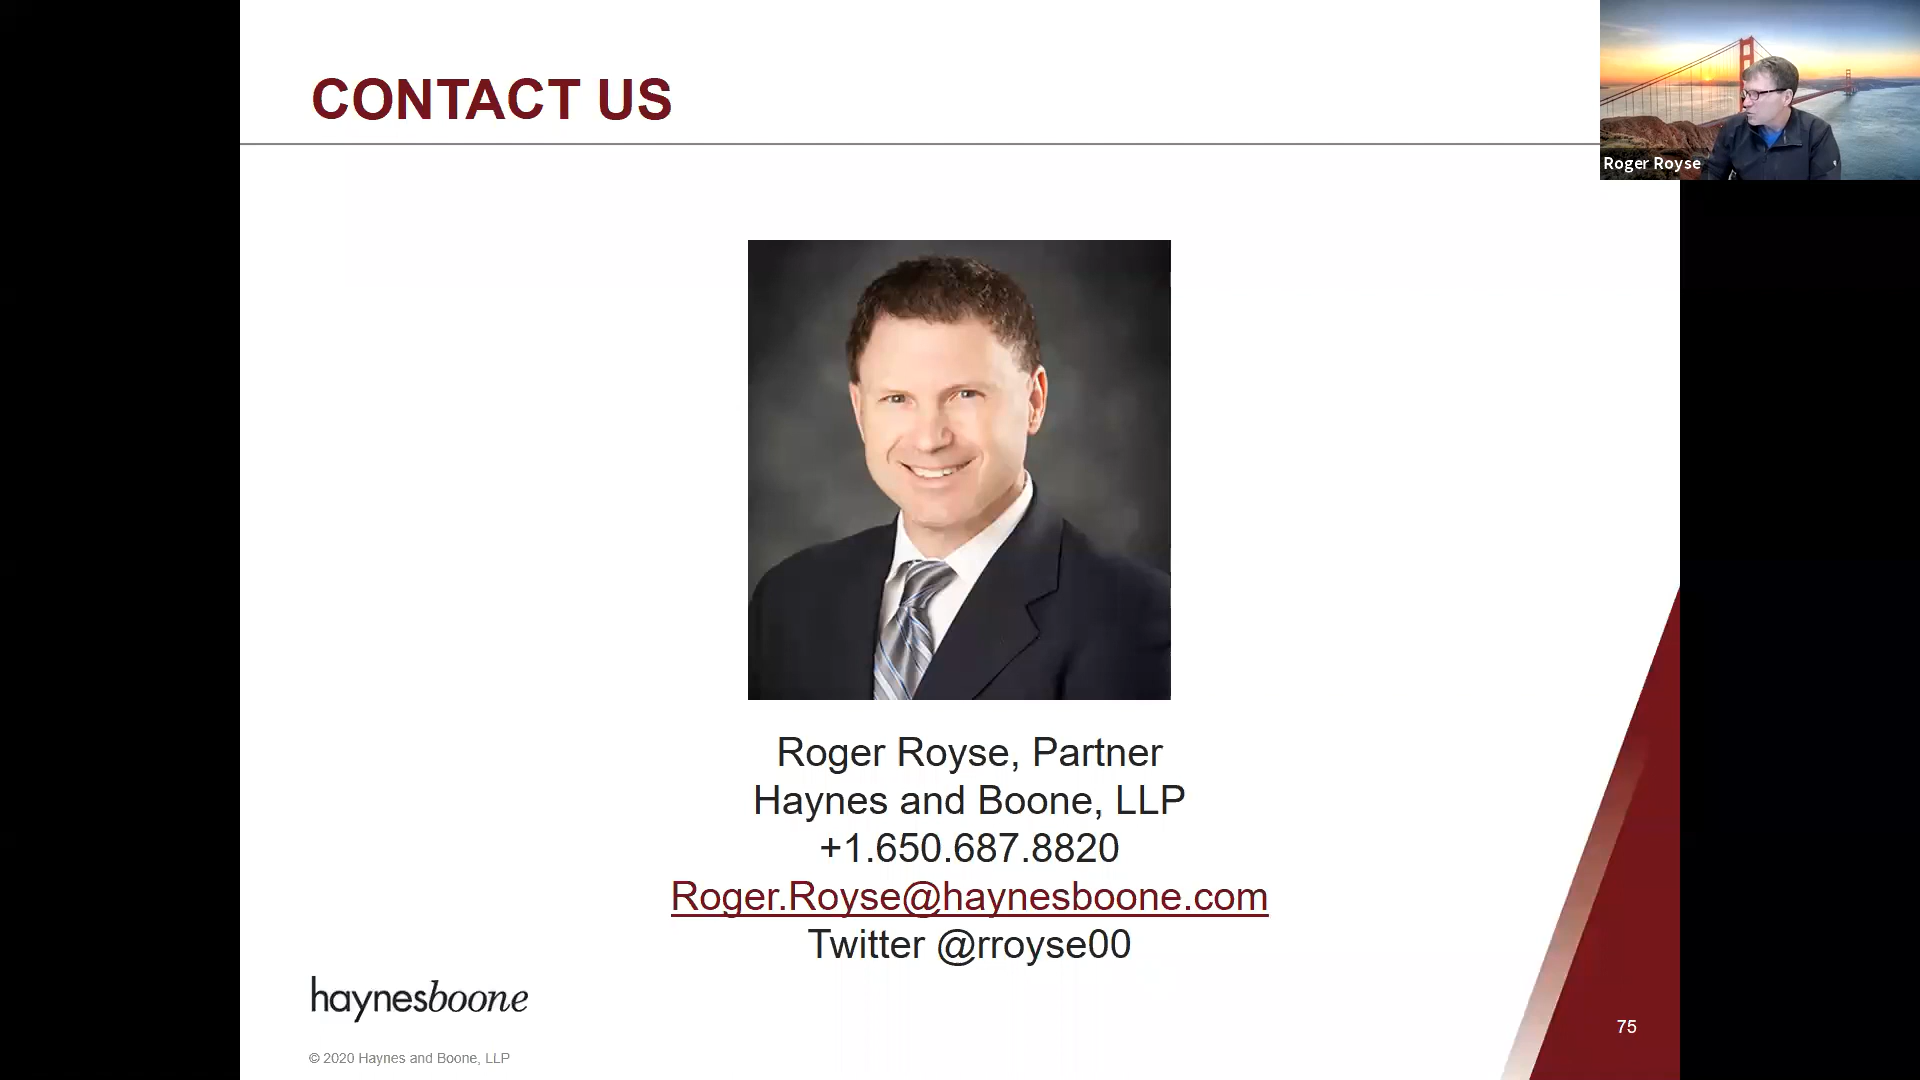 CONTACT US
Roger Royse
Roger Royse, Partner
Haynes and Boone, LLP
+1.650.687.8820
Roger.Royse@haynesboone.com
Twitter @rroyse00
haynesboone
75
© 2020 Haynes and Boone, LLP